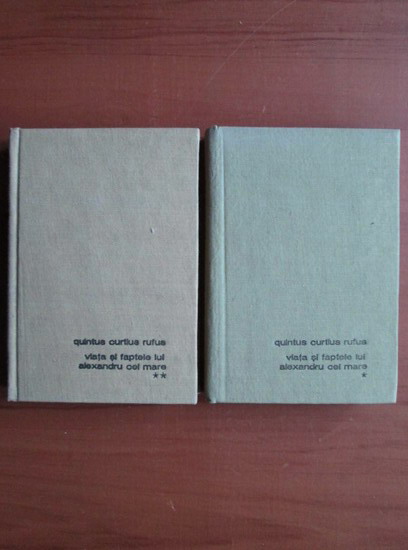 quintus curtius rufus
viața și faptele lui
alexandru cel mare
**
quintus curtius rufus
viața și faptele lui
alexandru cel mare
*